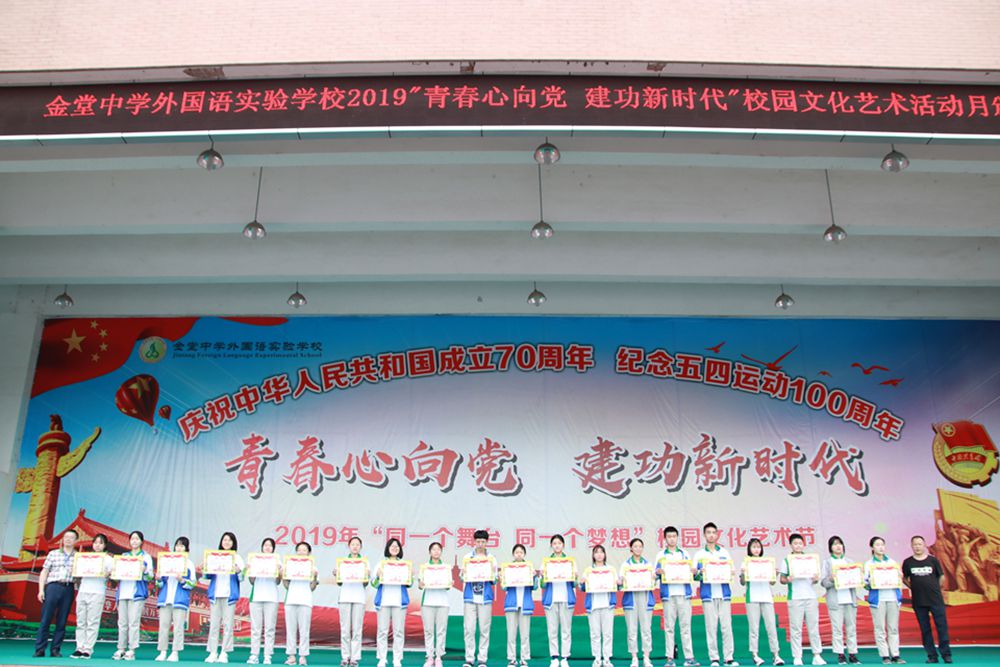 金堂中学外国语实验学校2019"青春心向党 建功新时代"校园文化艺术活动月
金堂中学外国语实验学校
Jintang Foreign Language Experimental School
庆祝中华人民共和国成立70周年 纪念五四运动100周年
青春心向党 建功新时代
2019年“同一个舞台 同一个梦想”校园文化艺术节